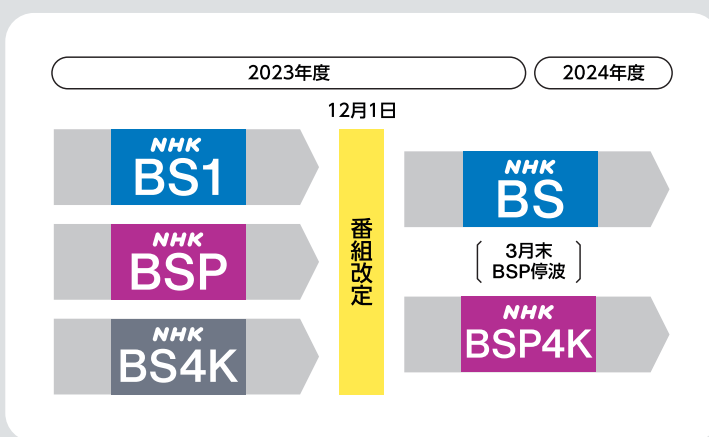 2023年度
2024年度
12月1日
NHK
BS1
NHK
BSP
NHK
BS4K
番組改定
NHK
BS
3月末
BSP停波
NHK
BSP4K